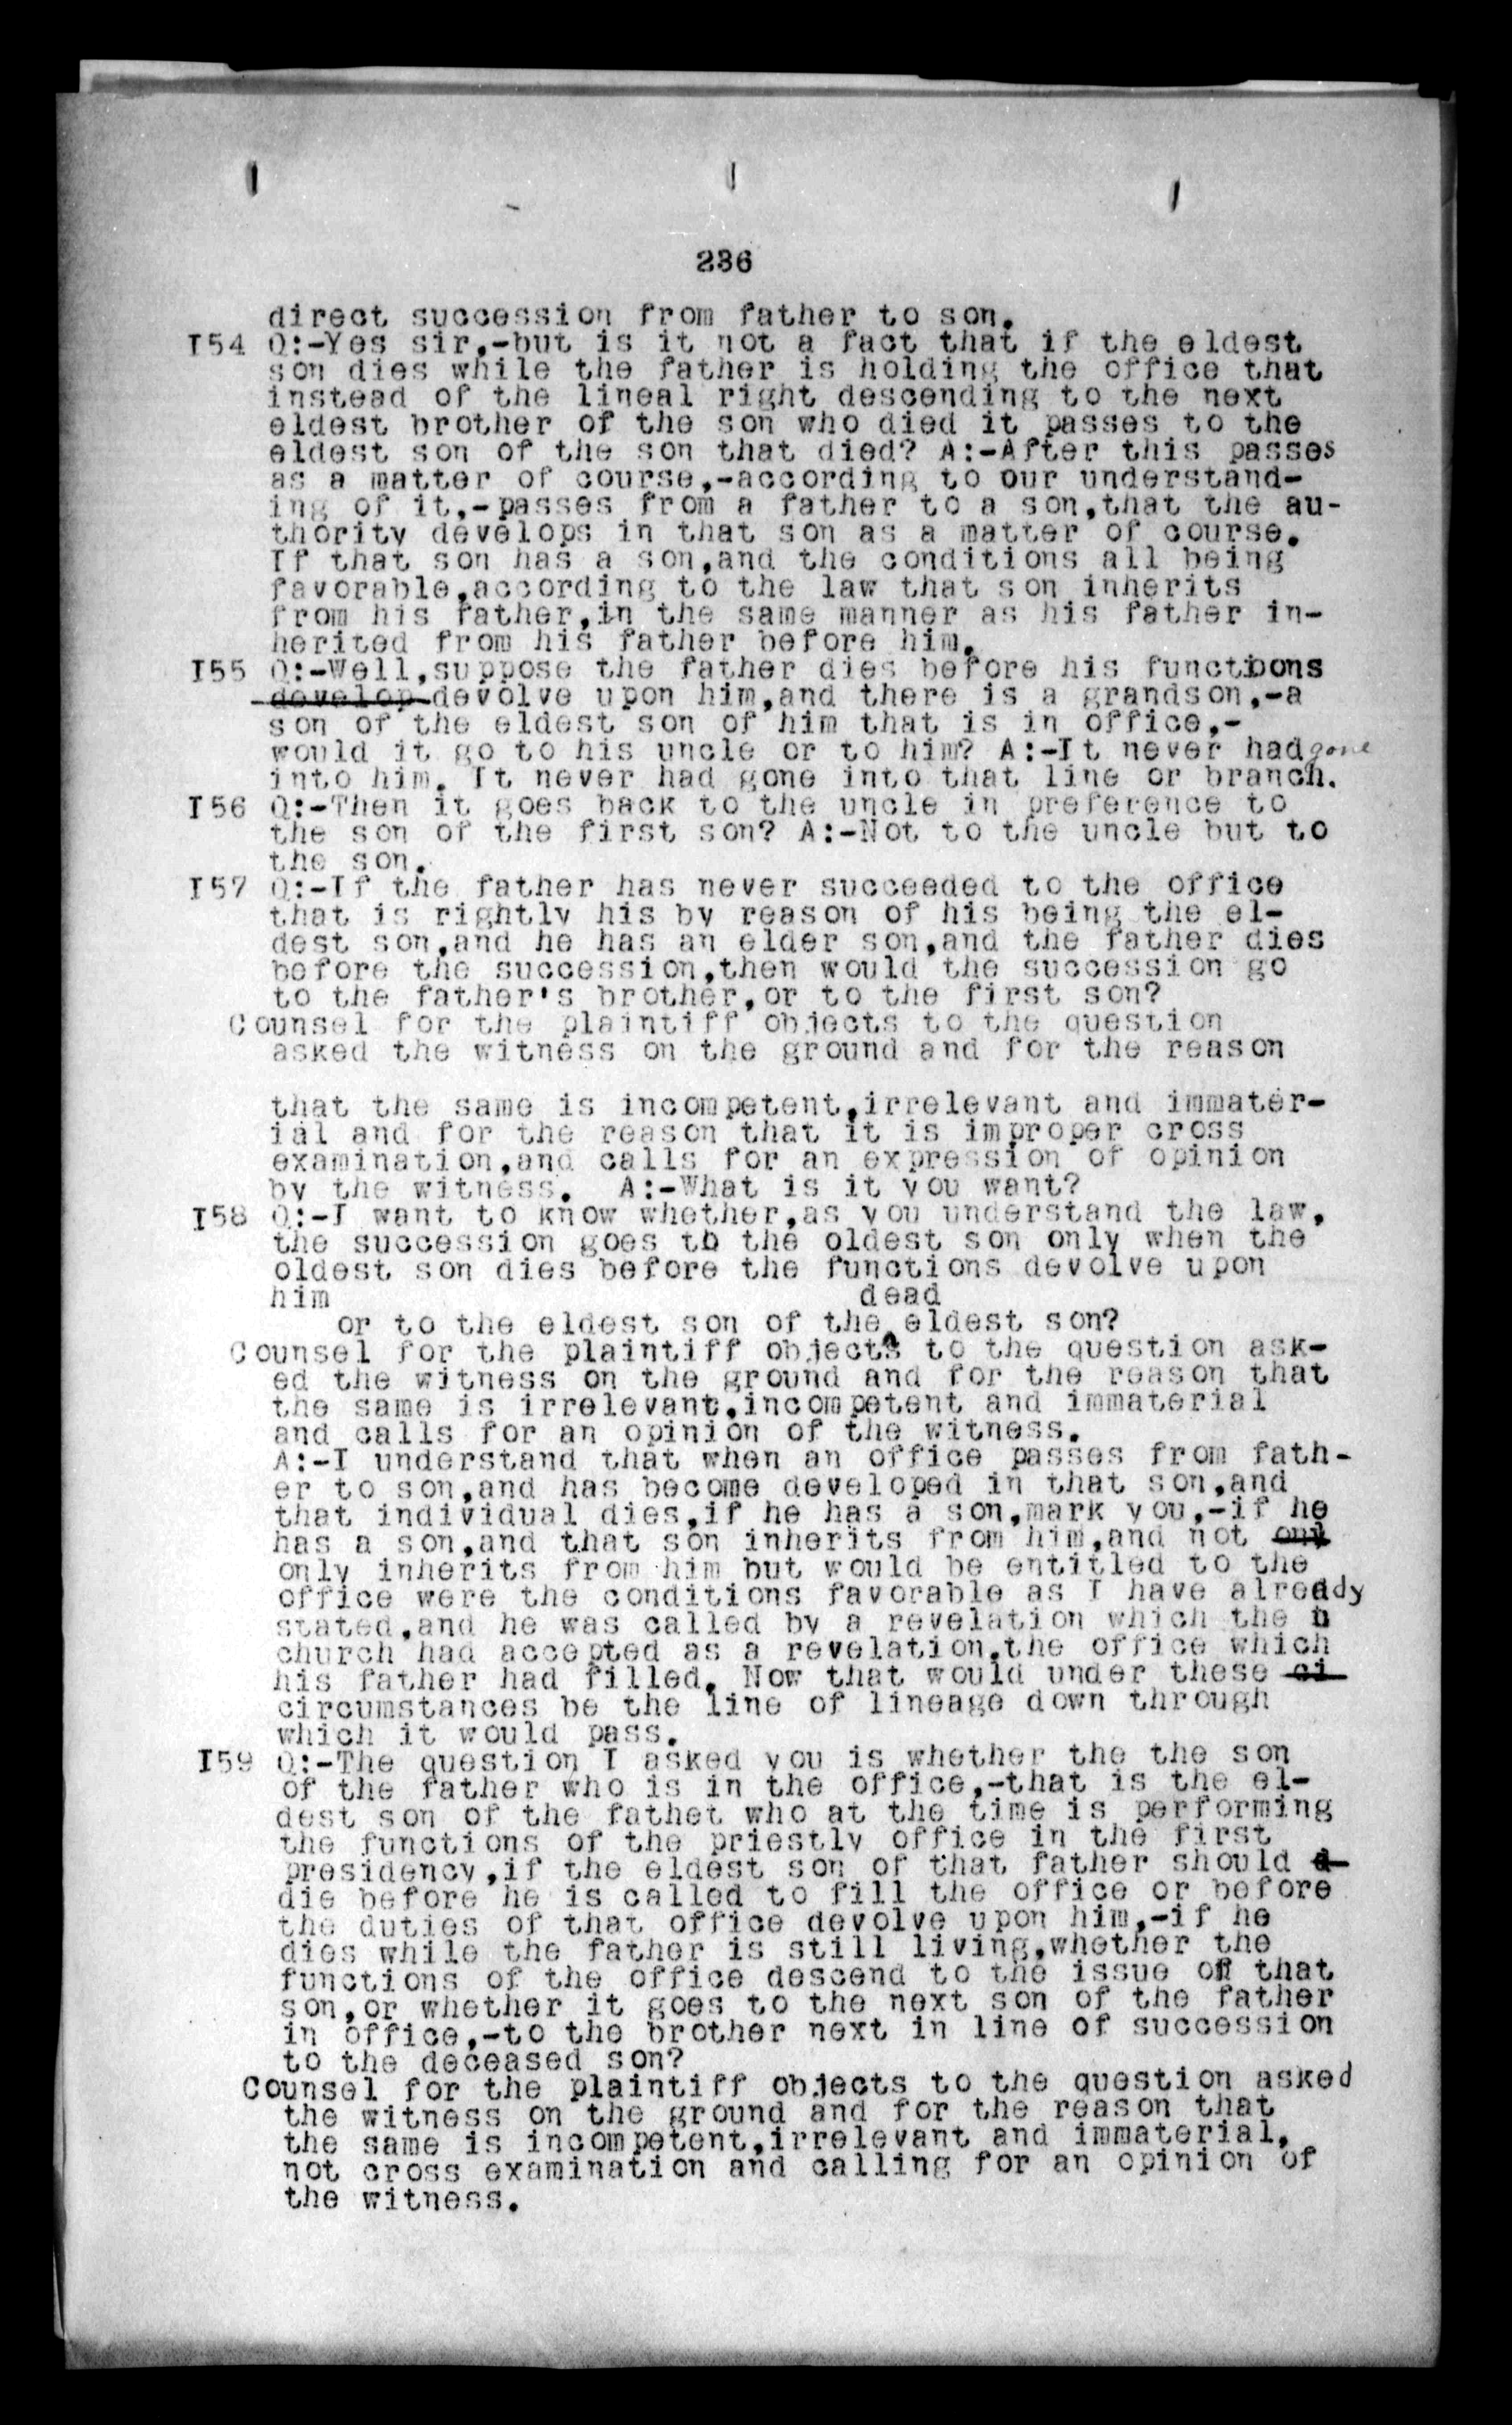 236
direct succession from father to son.
I54 Q:-Yes sir,-but is it not a fact that if the eldest
son dies while the father is holding the office that
instead of the lineal right descending to the next
eldest brother of the son who died it passes to the
eldest son of the son that died? A:-After this passes
as a matter of course,-according to our understand-
ing of it,-passes from a father to a son,that the au-
thority develops in that son as a matter of course.
If that son has a son,and the conditions all being
favorable,according to the law that son inherits
from his father,in the same manner as his father in-
herited from his father before him.
I55 Q:-Well,suppose the father dies before his functions
develop devolve upon him,and there is a grandson,-a
son of the eldest son of him that is in office,-
would it go to his uncle or to him? A:-It never had gone
into him. It never had gone into that line or branch.
I56 Q:-Then it goes back to the uncle in preference to
the son of the first son? A:-Not to the uncle but to
the son.
I57 Q:-If the father has never succeeded to the office
that is rightly his by reason of his being the el-
dest son,and he has an elder son,and the father dies
before the succession,then would the succession go
to the father's brother,or to the first son?
Counsel for the plaintiff objects to the question
asked the witness on the ground and for the reason
that the same is incompetent,irrelevant and immater-
ial and for the reason that it is improper cross
examination,and calls for an expression of opinion
by the witness. A:-What is it you want?
I58 Q:-I want to know whether,as you understand the law,
the succession goes to the oldest son only when the
oldest son dies before the functions devolve upon
him dead
or to the eldest son of the eldest son?
Counsel for the plaintiff objects to the question ask-
ed the witness on the ground and for the reason that
the same is irrelevant,incompetent and immaterial
and calls for an opinion of the witness.
A:-I understand that when an office passes from fath-
er to son,and has become developed in that son,and
that individual dies,if he has a son,mark you,-if he
has a son,and that son inherits from him,and not onl
only inherits from him but would be entitled to the
office were the conditions favorable as I have already
stated,and he was called by a revelation which the
church had accepted as a revelation,the office which
his father had filled. Now that would under these ci
circumstances be the line of lineage down through
which it would pass.
I59 Q:-The question I asked you is whether the the son
of the father who is in the office,-that is the el-
dest son of the fathet who at the time is performing
the functions of the priestly office in the first
presidency,if the eldest son of that father should d
die before he is called to fill the office or before
the duties of that office devolve upon him,-if he
dies while the father is still living,whether the
functions of the office descend to the issue of that
son,or whether it goes to the next son of the father
in office,-to the brother next in line of succession
to the deceased son?
Counsel for the plaintiff objects to the question asked
the witness on the ground and for the reason that
the same is incompetent,irrelevant and immaterial,
not cross examination and calling for an opinion of
the witness.